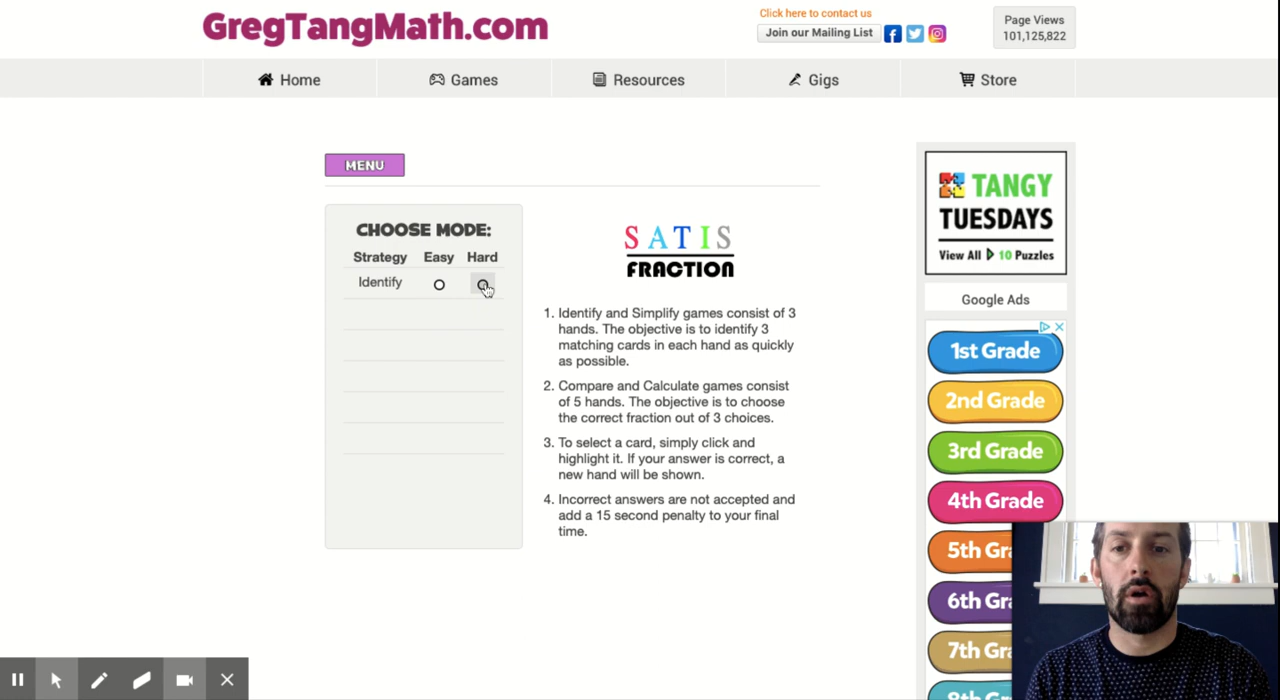 GregTangMath.com
Click here to contact us
Join our Mailing List
Page Views
101,125,822
Home
Games
Resources
Gigs
Store
MENU
CHOOSE MODE:
Strategy Easy Hard
Identify
SATIS
FRACTION
1. Identify and Simplify games consist of 3
hands. The objective is to identify 3
matching cards in each hand as quickly
as possible.
2. Compare and Calculate games consist
of 5 hands. The objective is to choose
the correct fraction out of 3 choices.
3. To select a card, simply click and
highlight it. If your answer is correct, a
new hand will be shown.
4. Incorrect answers are not accepted and
add a 15 second penalty to your final
time.
TANGY
TUESDAYS
View All 10 Puzzles
Google Ads
1st Grade
2nd Grade
3rd Grade
4th Grade
5th Gra
6th Gra
7th Gra
8th Grade